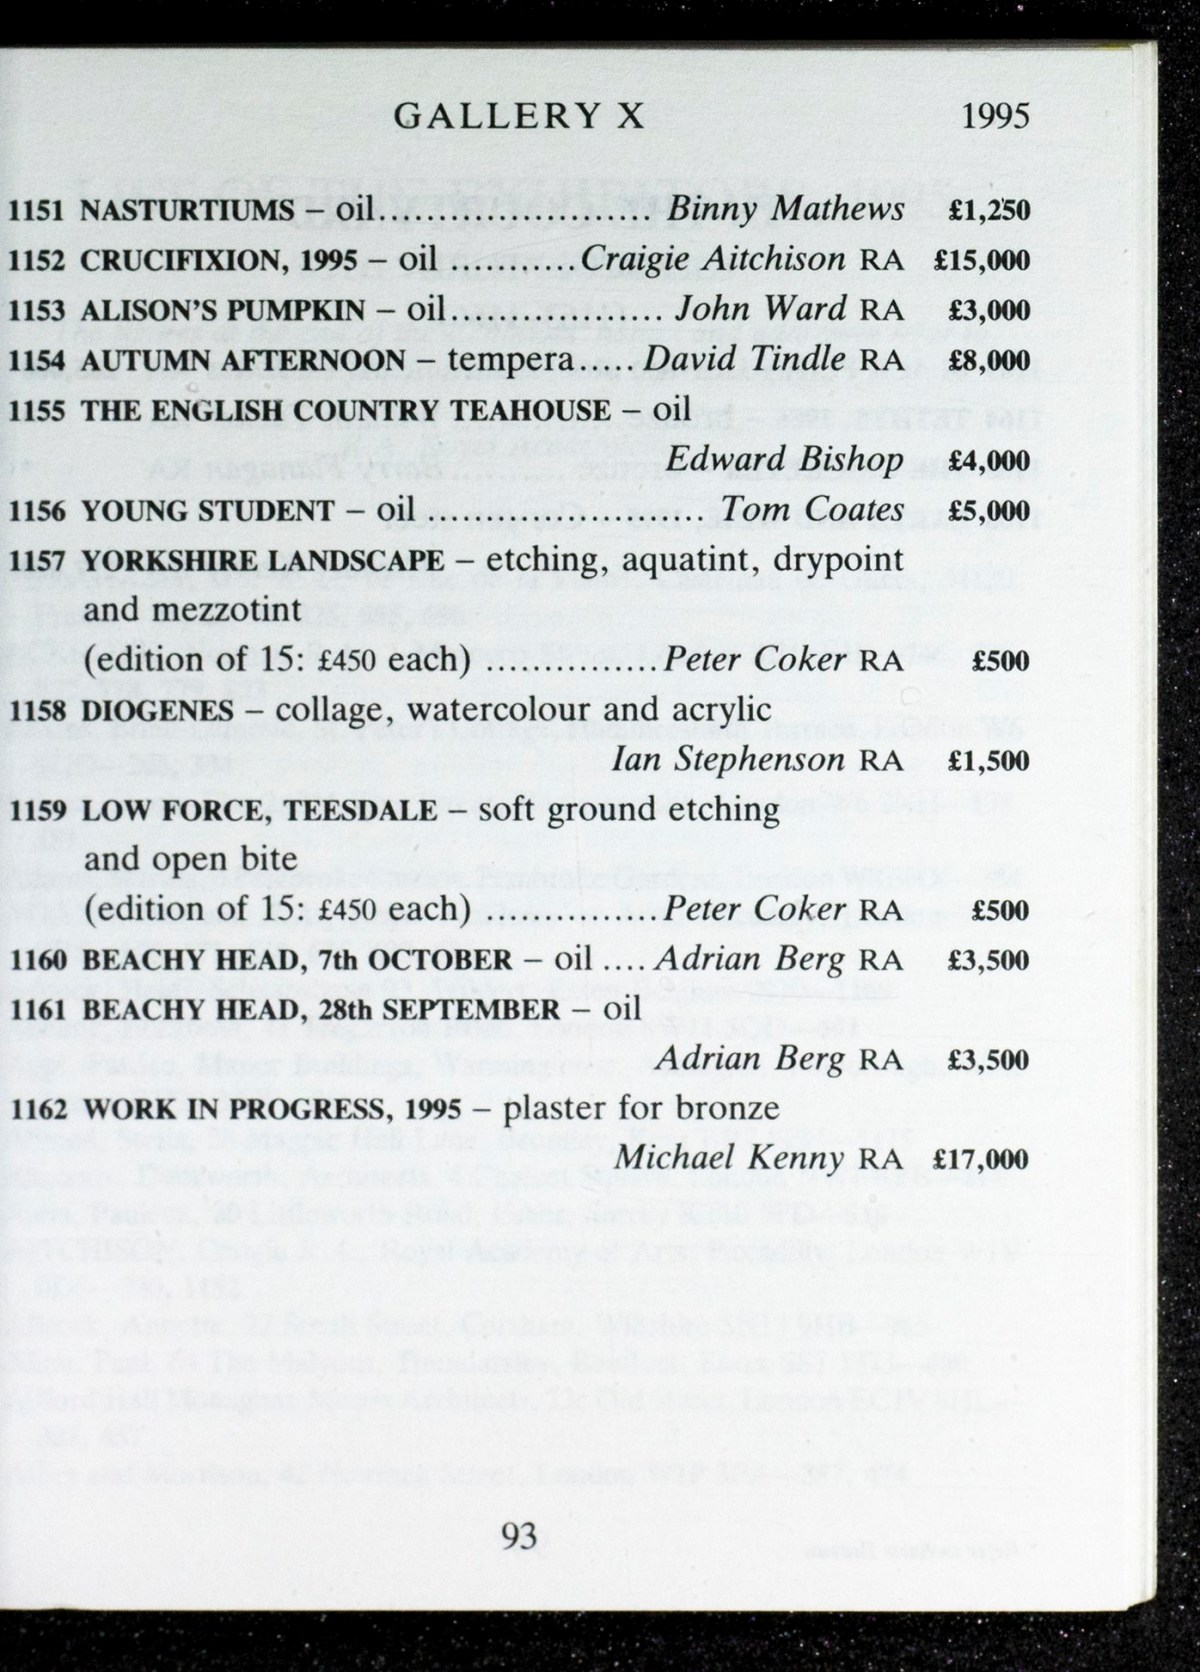 GALLERY X 1995
1151 NASTURTIUMS – oil........................ Binny Mathews £1,250
1152 CRUCIFIXION, 1995 – oil ...........Craigie Aitchison RA £15,000
1153 ALISON'S PUMPKIN – oil.................. John Ward RA £3,000
1154 AUTUMN AFTERNOON – tempera..... David Tindle RA £8,000
1155 THE ENGLISH COUNTRY TEAHOUSE – oil
Edward Bishop £4,000
1156 YOUNG STUDENT – oil......................... Tom Coates £5,000
1157 YORKSHIRE LANDSCAPE – etching, aquatint, drypoint
and mezzotint
(edition of 15: £450 each) ...............Peter Coker RA £500
1158 DIOGENES – collage, watercolour and acrylic
Ian Stephenson RA £1,500
1159 LOW FORCE, TEESDALE – soft ground etching
and open bite
(edition of 15: £450 each) ...............Peter Coker RA £500
1160 BEACHY HEAD, 7th OCTOBER – oil .... Adrian Berg RA £3,500
1161 BEACHY HEAD, 28th SEPTEMBER – oil
Adrian Berg RA £3,500
1162 WORK IN PROGRESS, 1995 – plaster for bronze
Michael Kenny RA £17,000
93